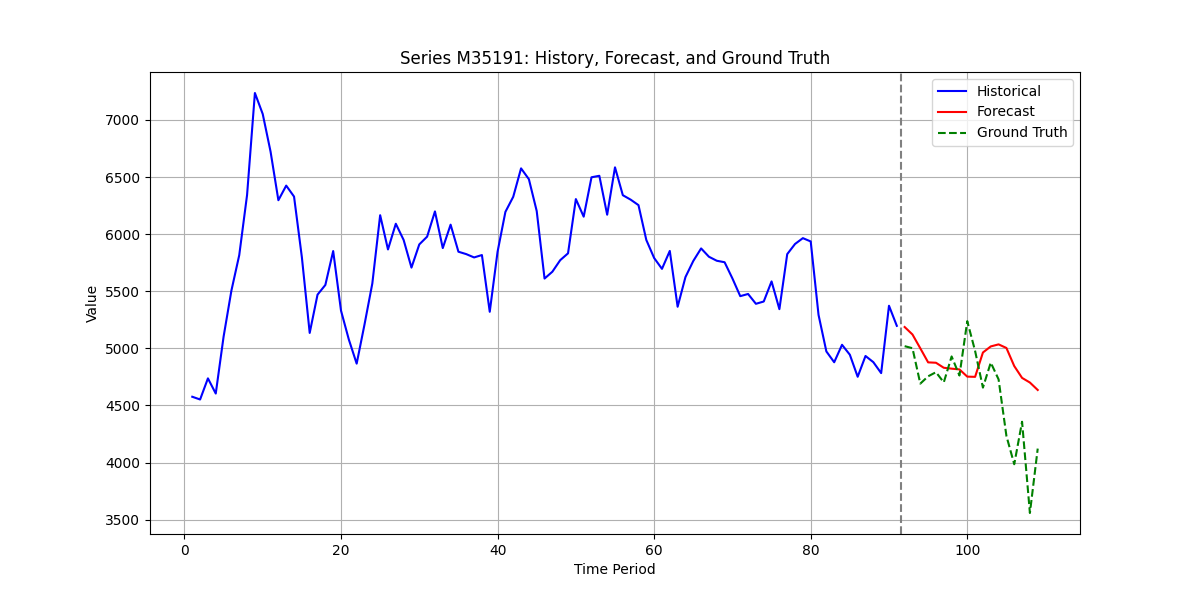 Series M35191: History, Forecast, and Ground Truth
Historical
Forecast
Ground Truth
7000
6500
6000
5500
5000
4500
4000
3500
Value
0 20 40 60 80 100
Time Period